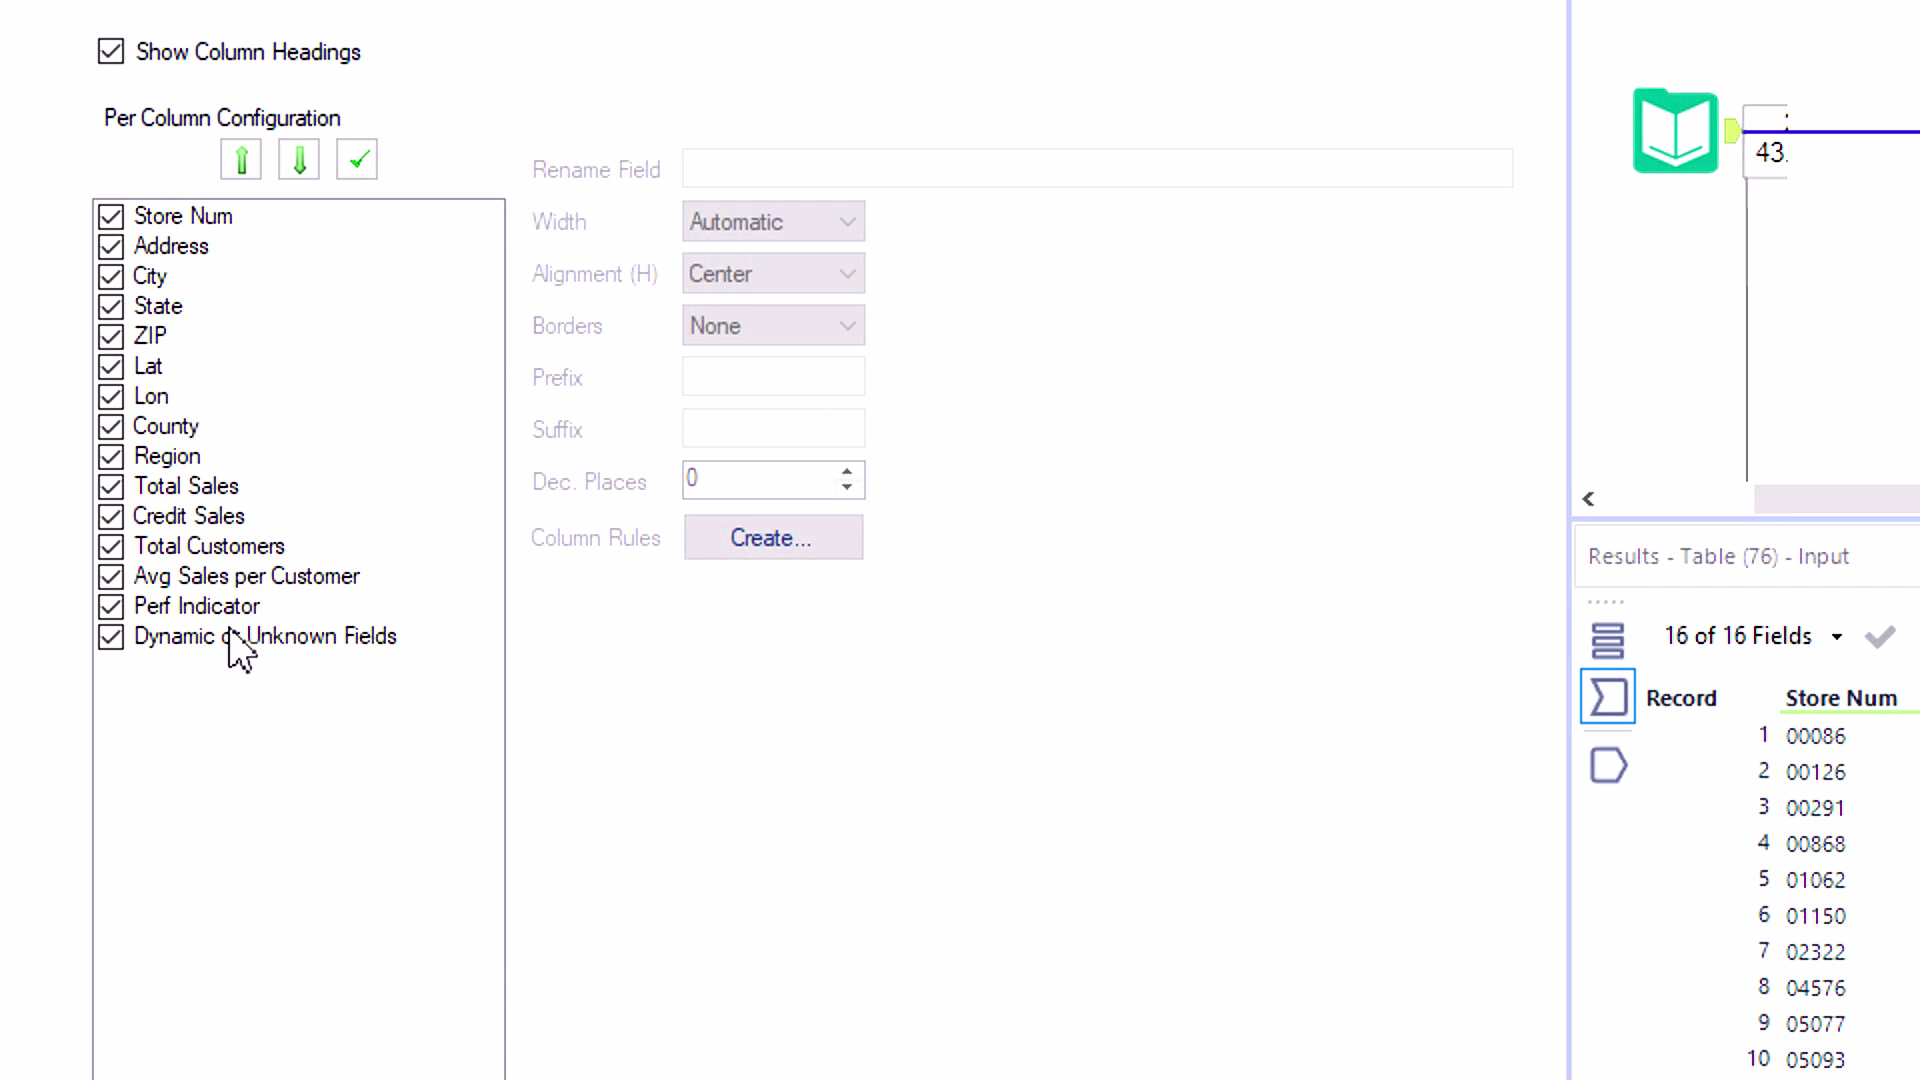 Show Column Headings
Per Column Configuration
Store Num
Address
City
State
ZIP
Lat
Lon
County
Region
Total Sales
Credit Sales
Total Customers
Avg Sales per Customer
Perf Indicator
Dynamic or Unknown Fields
Rename Field
Width Automatic
Alignment (H) Center
Borders None
Prefix
Suffix
Dec. Places 0
Column Rules Create...
43.
Results - Table (76) - Input
16 of 16 Fields
Record Store Num
1 00086
2 00126
3 00291
4 00868
5 01062
6 01150
7 02322
8 04576
9 05077
10 05093